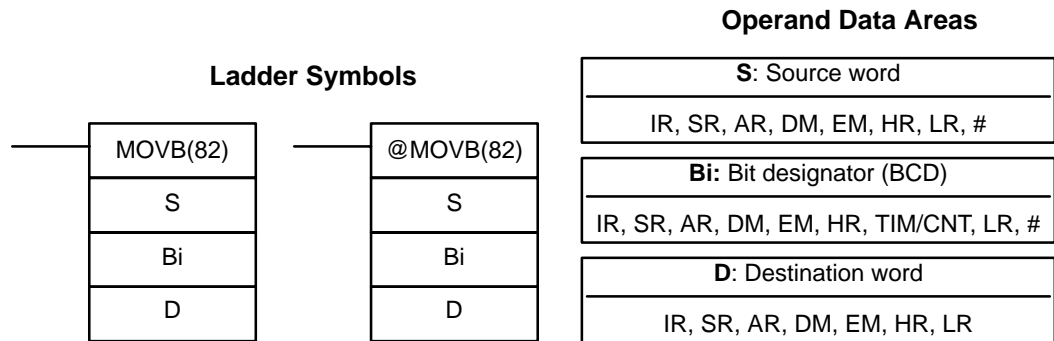 Ladder Symbols
MOVB(82)
S
Bi
D
@MOVB(82)
S
Bi
D
Operand Data Areas
S: Source word
IR, SR, AR, DM, EM, HR, LR, #
Bi: Bit designator (BCD)
IR, SR, AR, DM, EM, HR, TIM/CNT, LR, #
D: Destination word
IR, SR, AR, DM, EM, HR, LR